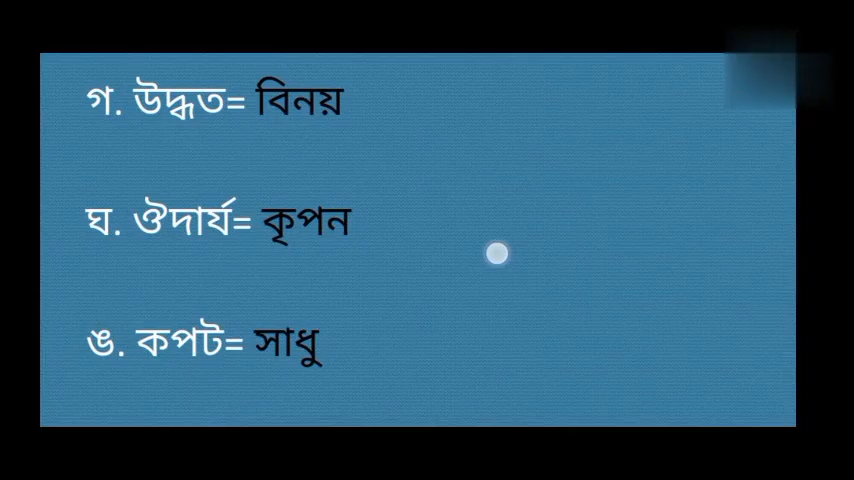 গ. উদ্ধত= বিনয়
ঘ. ঔদার্য= কৃপন
ঙ. কপট= সাধু